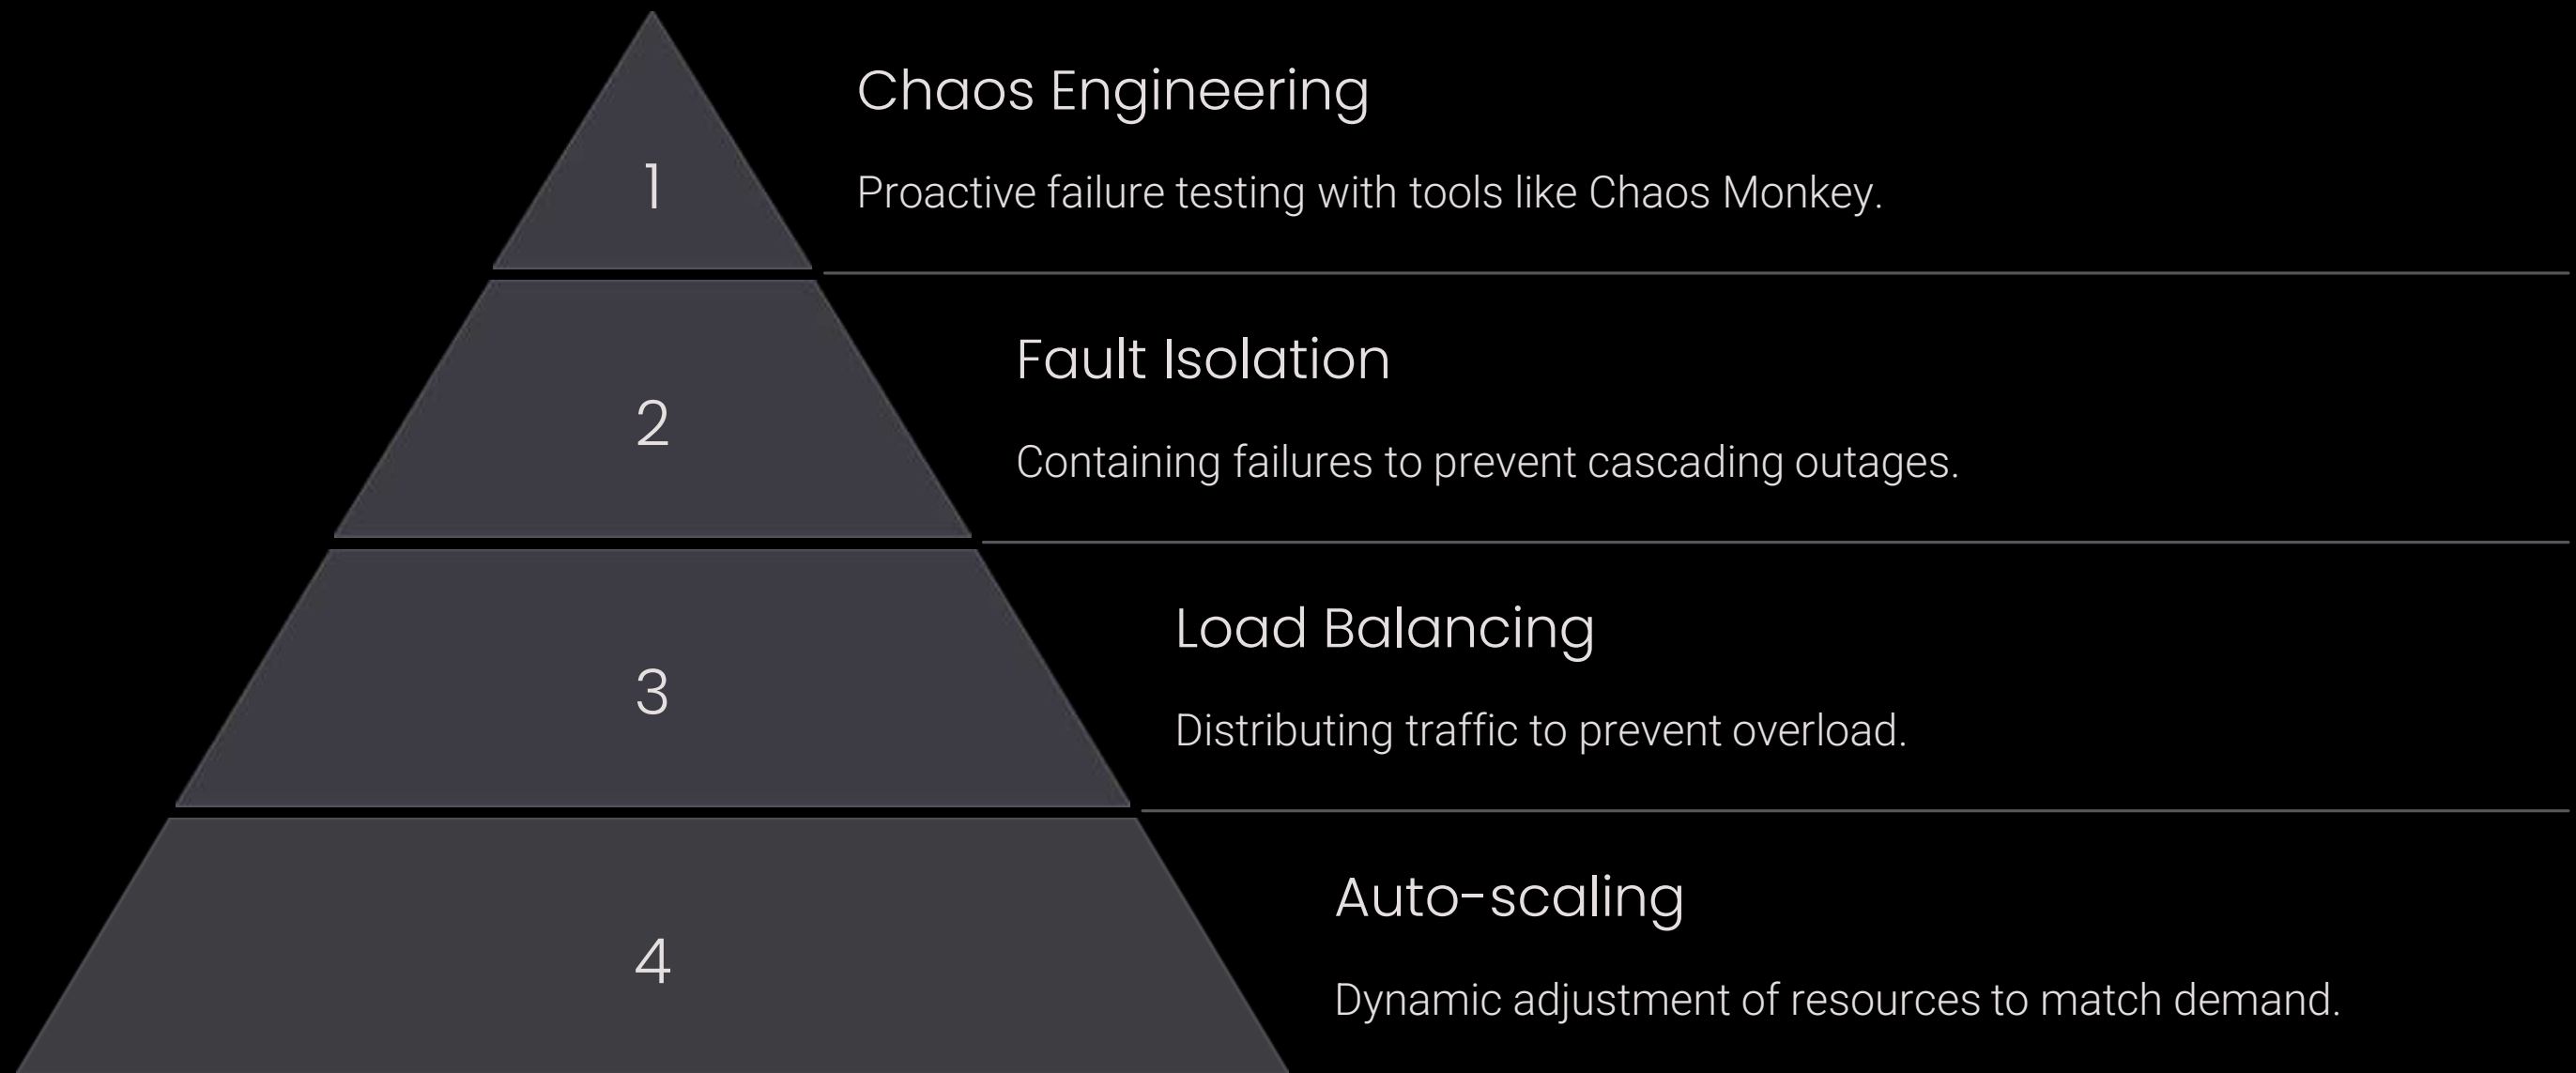 1
Chaos Engineering
Proactive failure testing with tools like Chaos Monkey.
2
Fault Isolation
Containing failures to prevent cascading outages.
3
Load Balancing
Distributing traffic to prevent overload.
4
Auto-scaling
Dynamic adjustment of resources to match demand.